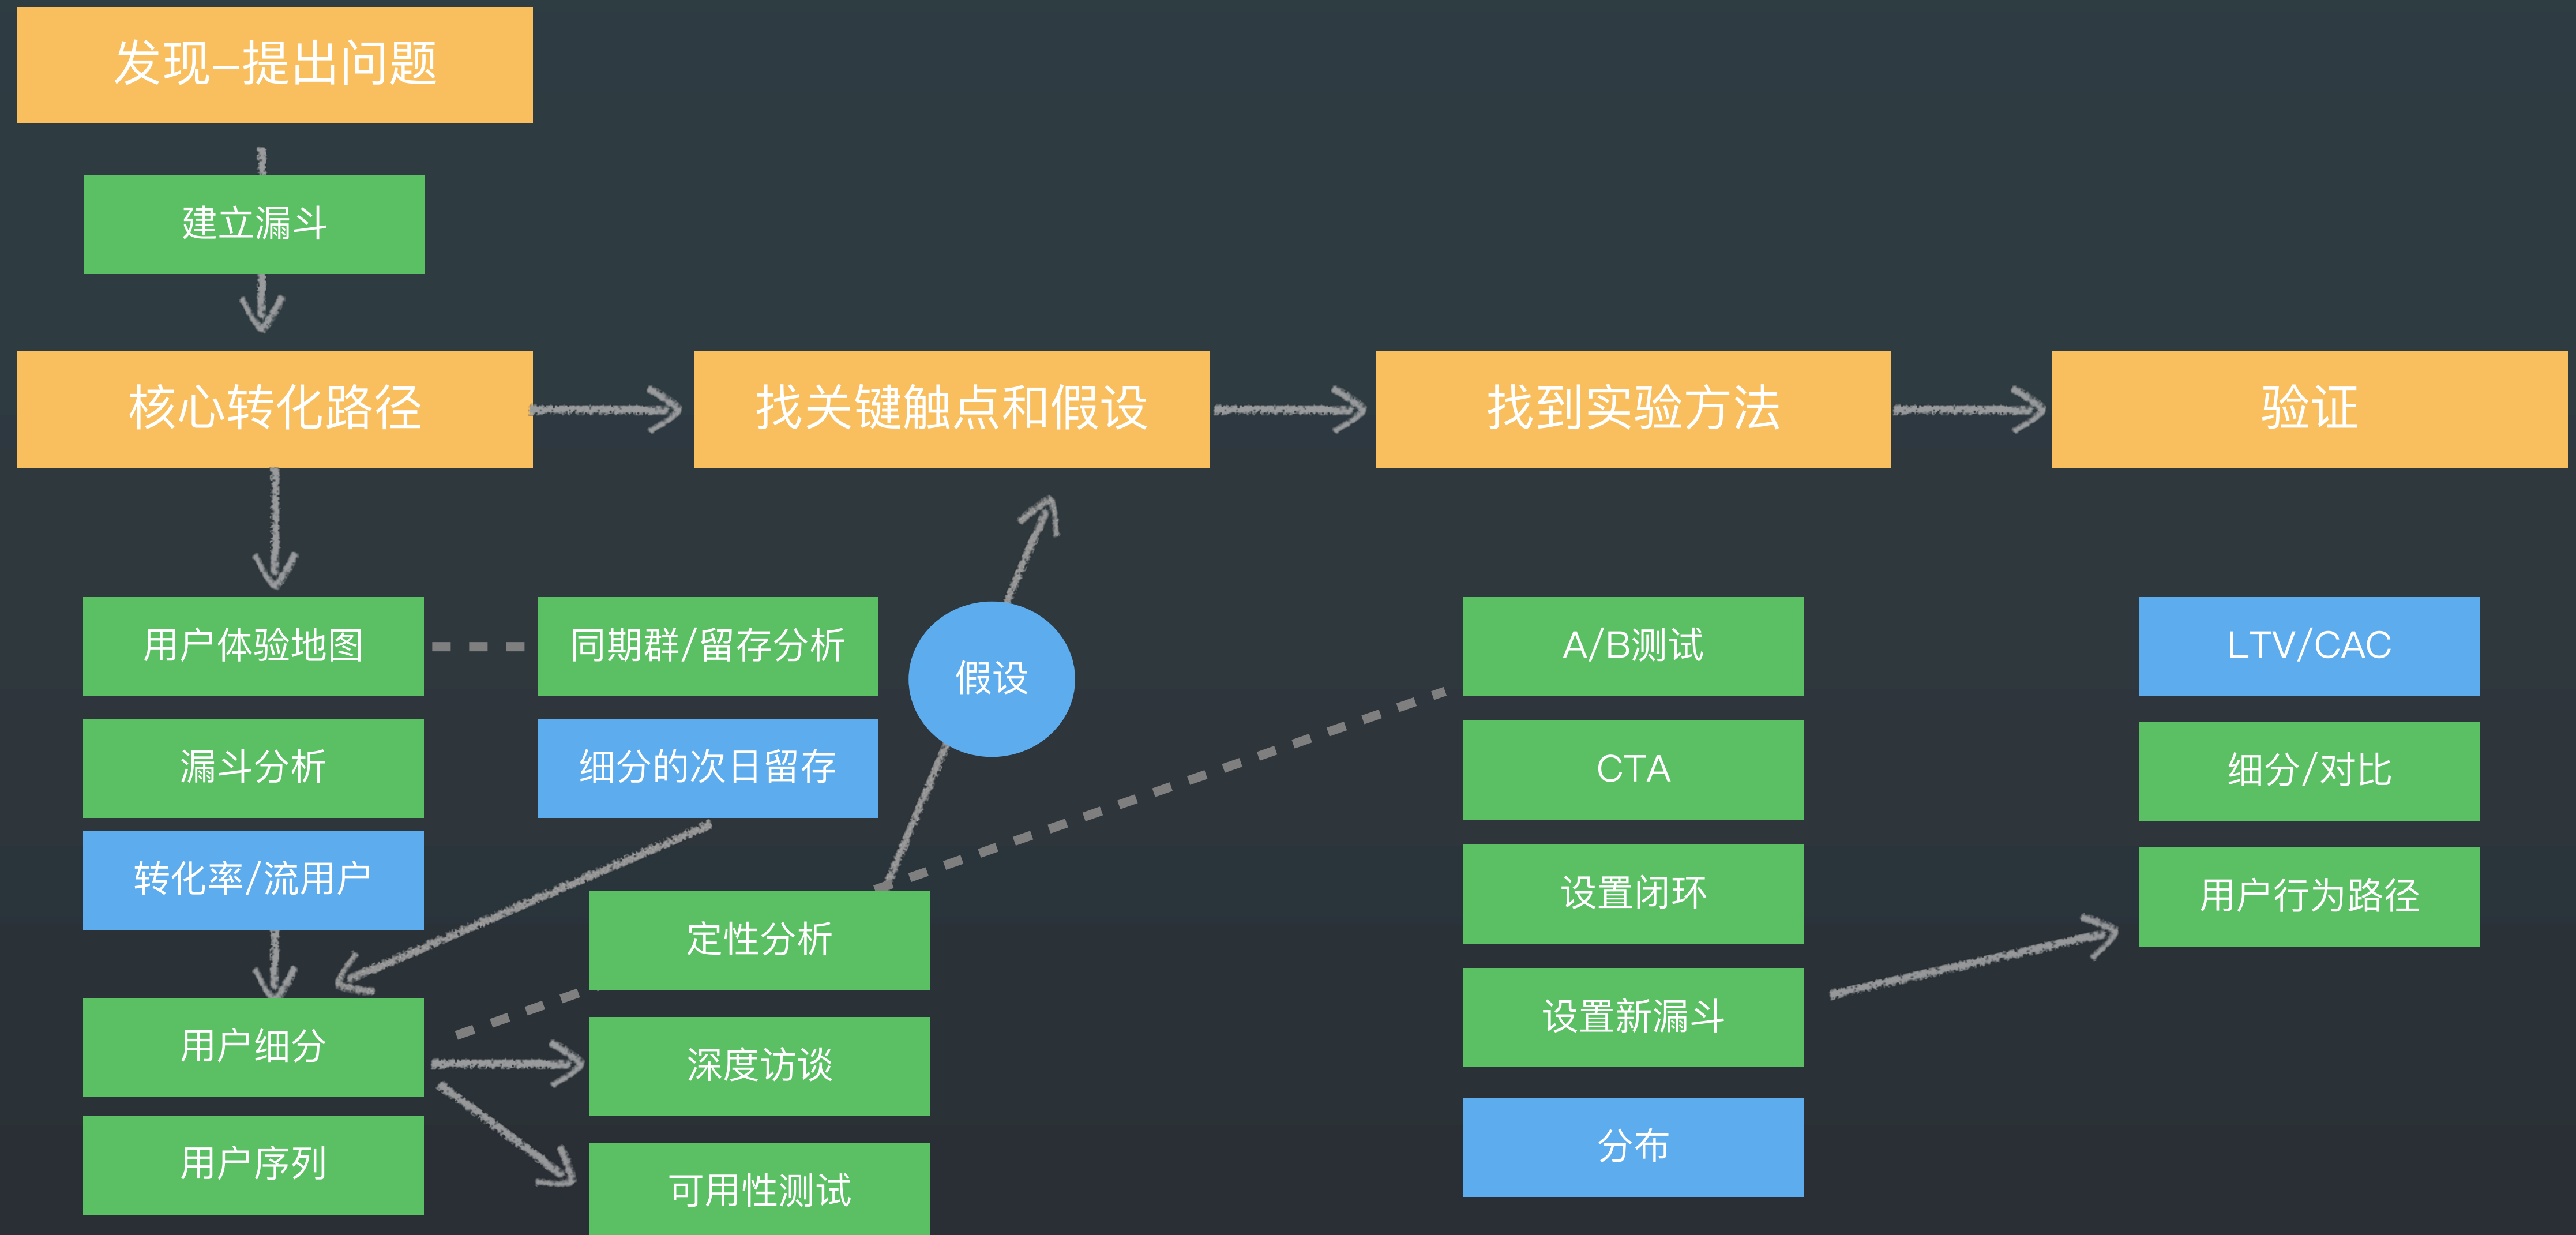 发现–提出问题
建立漏斗
核心转化路径
找关键触点和假设
找到实验方法
验证
用户体验地图
同期群/留存分析
假设
A/B测试
LTV/CAC
漏斗分析
细分的次日留存
CTA
细分/对比
转化率/流用户
定性分析
设置闭环
用户行为路径
用户细分
深度访谈
设置新漏斗
用户序列
可用性测试
分布